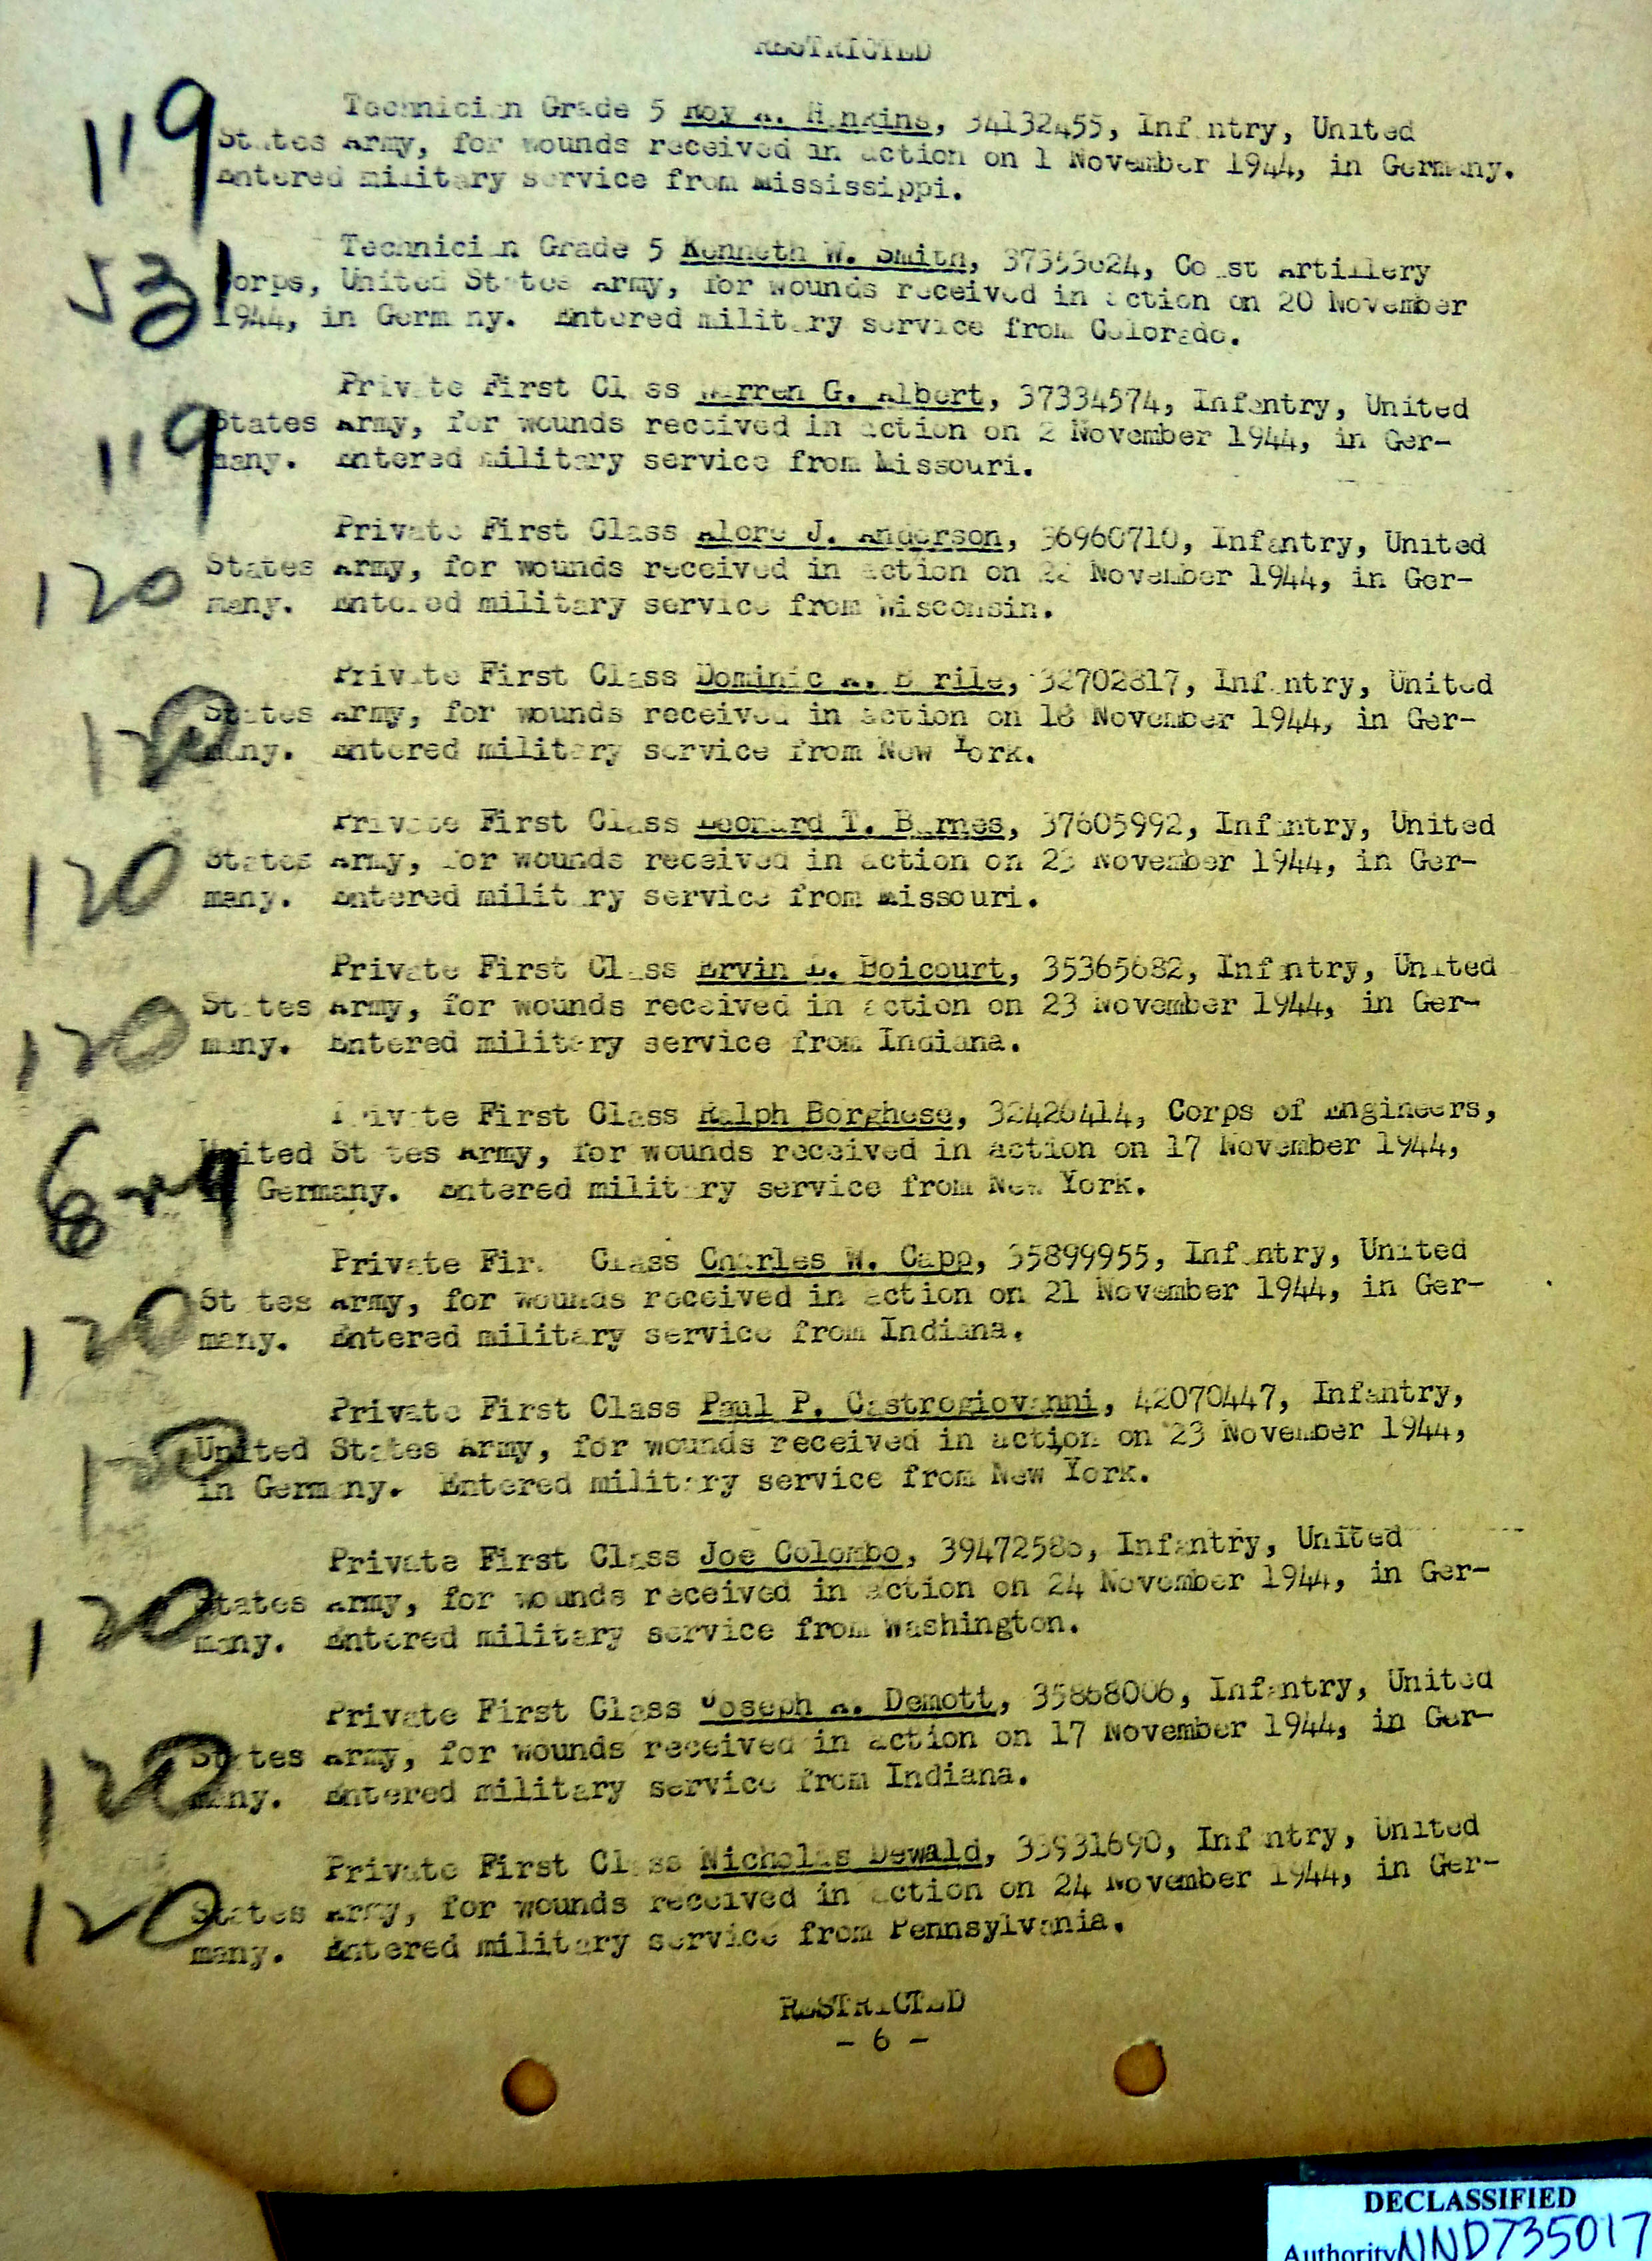 RESTRICTED
119
Technician Grade 5 Roy A. Hankins, 34132455, Infantry, United
States Army, for wounds received in action on 1 November 1944, in Germany.
Entered military service from Mississippi.
531
Technician Grade 5 Kenneth W. Smith, Coast Artillery
Corps, United States Army, for wounds received in action on 20 November
1944, in Germany. Entered military service from Colorado.
119
Private First Class Warren G. Albert, 37334574, Infantry, United
States Army, for wounds received in action on 2 November 1944, in Ger-
many. Entered military service from Missouri.
120
Private First Class Alore J. Anderson, 36960710, Infantry, United
States Army, for wounds received in action on November 1944, in Ger-
many. Entered military service from Wisconsin.
120
Private First Class Dominic A. Barile, 32702817, Infantry, United
States Army, for wounds received in action on 18 November 1944, in Ger-
many. Entered military service from New York.
120
Private First Class Leonard T. Barnes, 37605992, Infantry, United
States Army, for wounds received in action on 23 November 1944, in Ger-
many. Entered military service from Missouri.
120
Private First Class Ervin L. Boicourt, 35365682, Infantry, United
States Army, for wounds received in action on 23 November 1944, in Ger-
many. Entered military service from Indiana.
Private First Class Ralph Borghese, 32426414, Corps of Engineers,
United States Army, for wounds received in action on 17 November 1944,
in Germany. Entered military service from New York.
120
Private First Class Charles W. Capp, 35899955, Infantry, United
States Army, for wounds received in action on 21 November 1944, in Ger-
many. Entered military service from Indiana.
120
Private First Class Paul P. Castrogiovanni, 42070447, Infantry,
United States Army, for wounds received in action on 23 November 1944,
in Germany. Entered military service from New York.
120
Private First Class Joe Colombo, Infantry, United
States Army, for wounds received in action on 24 November 1944, in Ger-
many. Entered military service from Washington.
120
Private First Class Joseph A. Demott, 35868006, Infantry, United
States Army, for wounds received in action on 17 November 1944, in Ger-
many. Entered military service from Indiana.
120
Private First Class Nicholas Dewald, 33931690, Infantry, United
States Army, for wounds received in action on 24 November 1944, in Ger-
many. Entered military service from Pennsylvania.
RESTRICTED
- 6 -
DECLASSIFIED
Authority NND735017